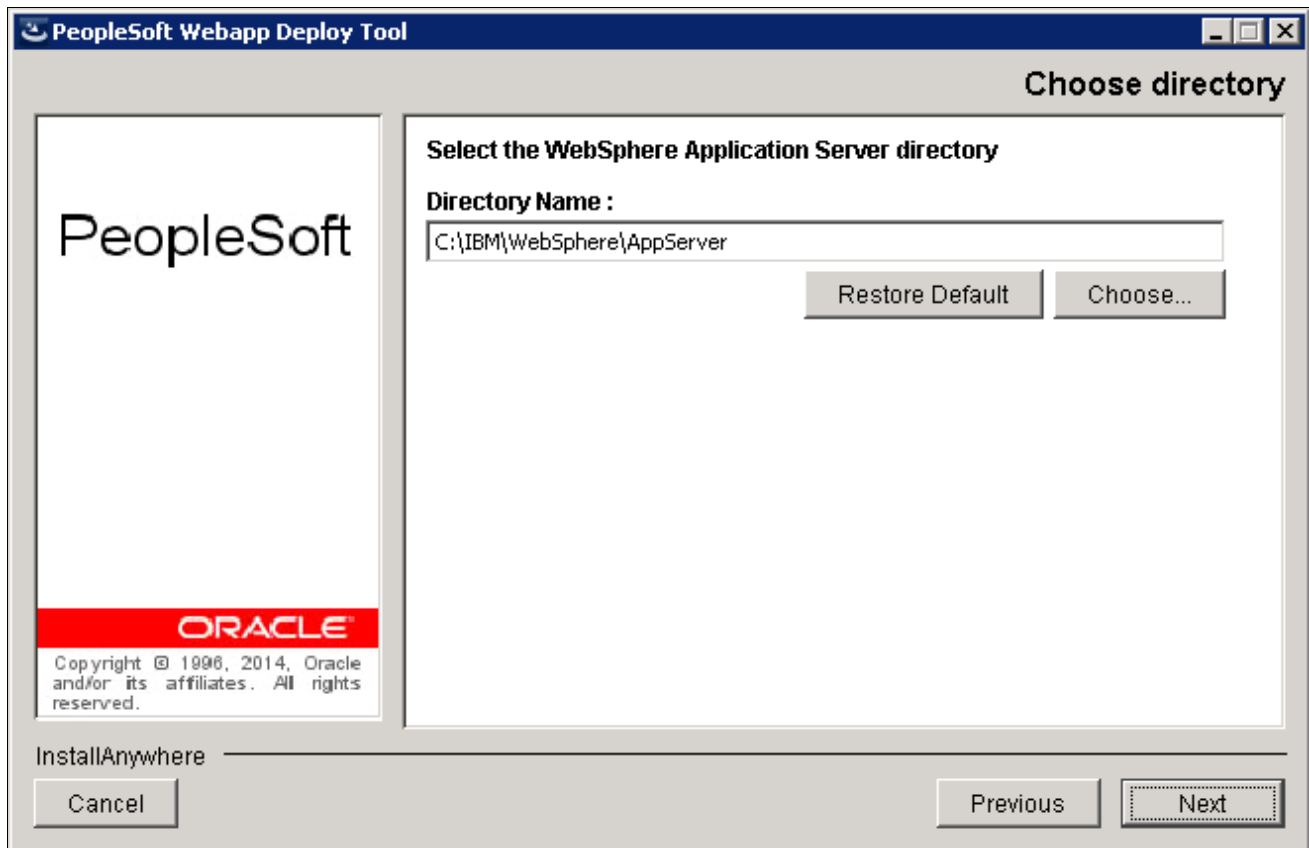 PeopleSoft Webapp Deploy Tool
Choose directory
PeopleSoft
ORACLE
Copyright © 1996, 2014, Oracle
and/or its affiliates. All rights
reserved.
Select the WebSphere Application Server directory
Directory Name :
C:\IBM\WebSphere\AppServer
Restore Default
Choose...
InstallAnywhere
Cancel
Previous
Next